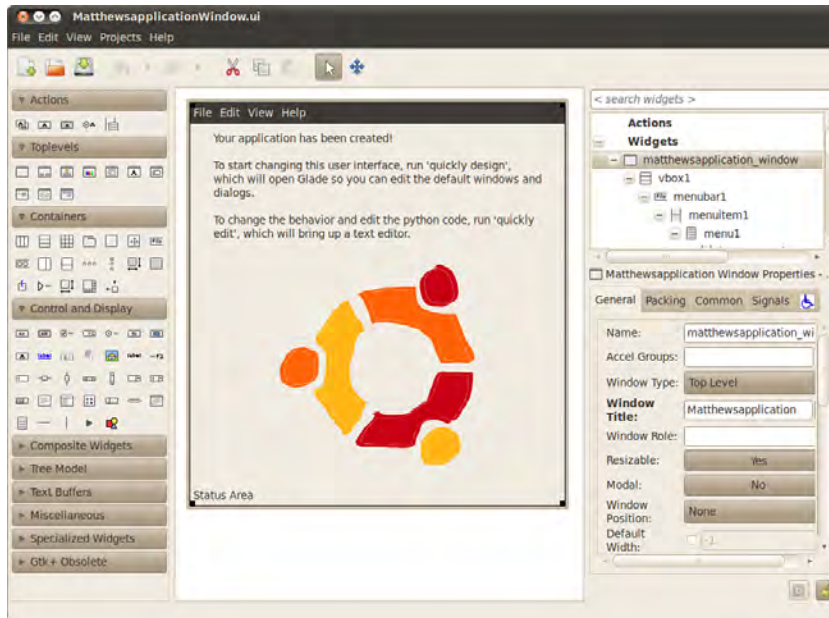 MatthewsapplicationWindow.ui
File Edit View Projects Help
Actions
Toplevels
Containers
Control and Display
Composite Widgets
Tree Model
Text Buffers
Miscellaneous
Specialized Widgets
Gtk+ Obsolete
File Edit View Help
Your application has been created!
To start changing this user interface, run 'quickly design',
which will open Glade so you can edit the default windows and
dialogs.
To change the behavior and edit the python code, run 'quickly
edit', which will bring up a text editor.
Status Area
< search widgets >
Actions
Widgets
matthewsapplication_window
vbox1
menubar1
menuitem1
menu1
Matthewsapplication Window Properties -
General Packing Common Signals
Name: matthewsapplication_wi
Accel Groups:
Window Type: Top Level
Window
Title: Matthewsapplication
Window Role:
Resizable: Yes
Modal: No
Window
Position: None
Default
Width: -1